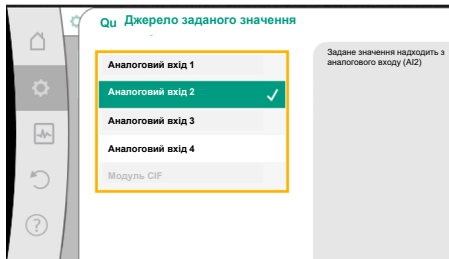 Qu Джерело заданого значення
Аналоговий вхід 1
Аналоговий вхід 2
Аналоговий вхід 3
Аналоговий вхід 4
Модуль CIF
Задане значення надходить з
аналогового входу (AI2)